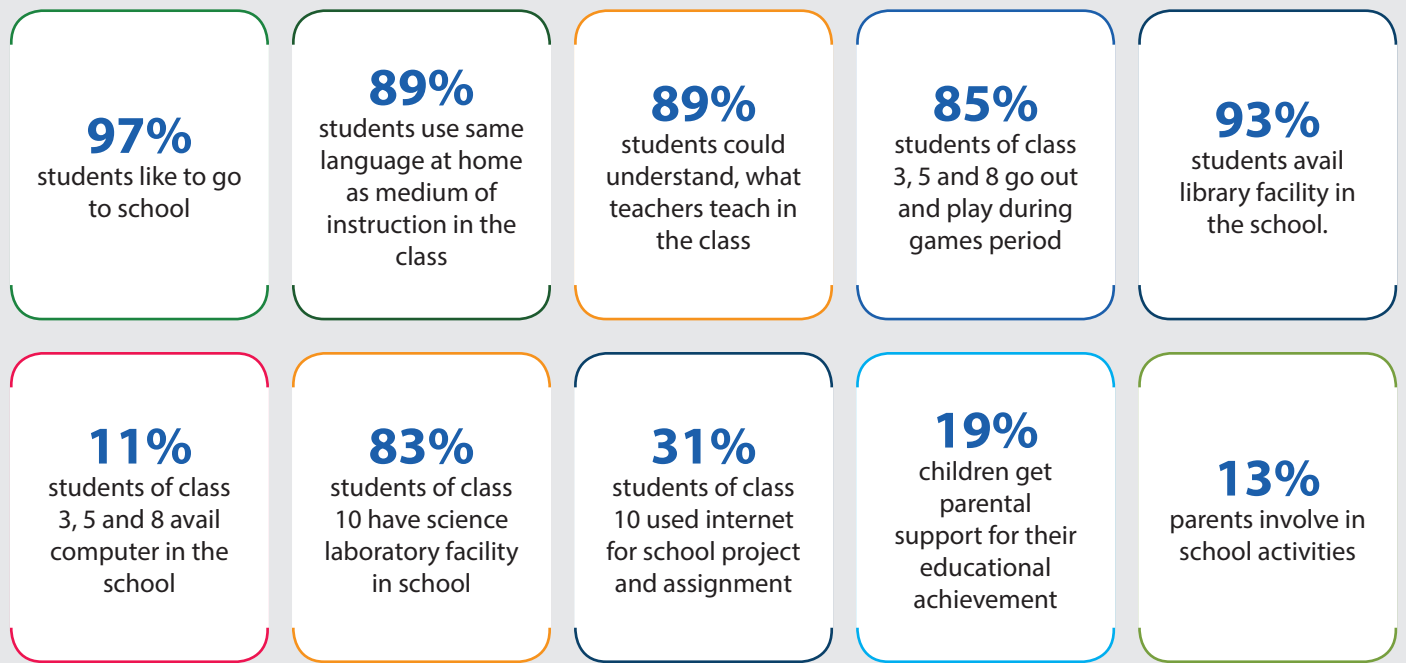 97%
students like to go
to school
89%
students use same
language at home
as medium of
instruction in the
class
89%
students could
understand, what
teachers teach in
the class
85%
students of class
3, 5 and 8 go out
and play during
games period
93%
students avail
library facility in
the school.
11%
students of class
3, 5 and 8 avail
computer in the
school
83%
students of class
10 have science
laboratory facility
in school
31%
students of class
10 used internet
for school project
and assignment
19%
children get
parental
support for their
educational
achievement
13%
parents involve in
school activities